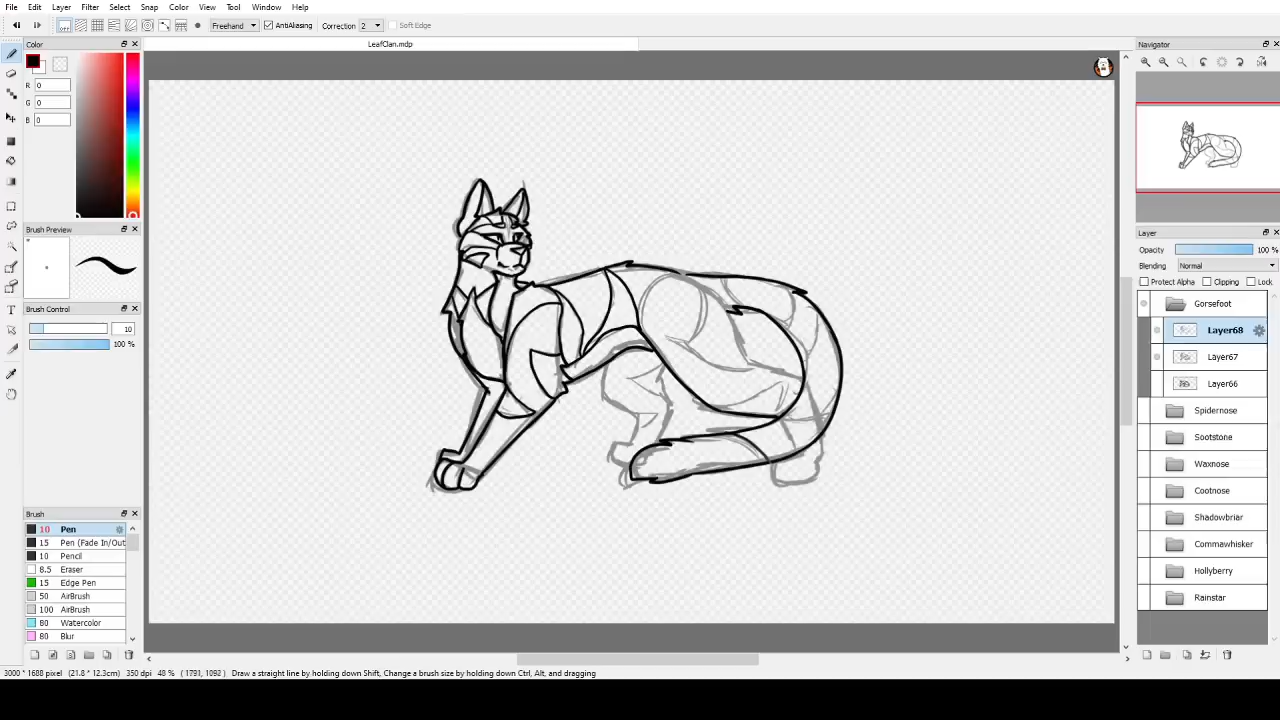 File Edit Layer Filter Select Snap Color View Tool Window Help
OFF Freehand AntiAliasing Correction 2 Soft Edge
Color
LeafClan.mdp
Navigator
R 0
G 0
B 0
Brush Preview
Brush Control
10
100 %
Brush
10 Pen
15 Pen (Fade In/Out
10 Pencil
8.5 Eraser
15 Edge Pen
50 AirBrush
100 AirBrush
80 Watercolor
80 Blur
Layer
Opacity 100 %
Blending Normal
Protect Alpha Clipping Lock
Gorsefoot
Layer68
Layer67
Layer66
Spidernose
Sootstone
Waxnose
Cootnose
Shadowbriar
Commawhisker
Hollyberry
Rainstar
3000 * 1688 pixel (21.8 * 12.3cm) 350 dpi 48 % ( 1791, 1092 ) Draw a straight line by holding down Shift, Change a brush size by holding down Ctrl, Alt, and dragging